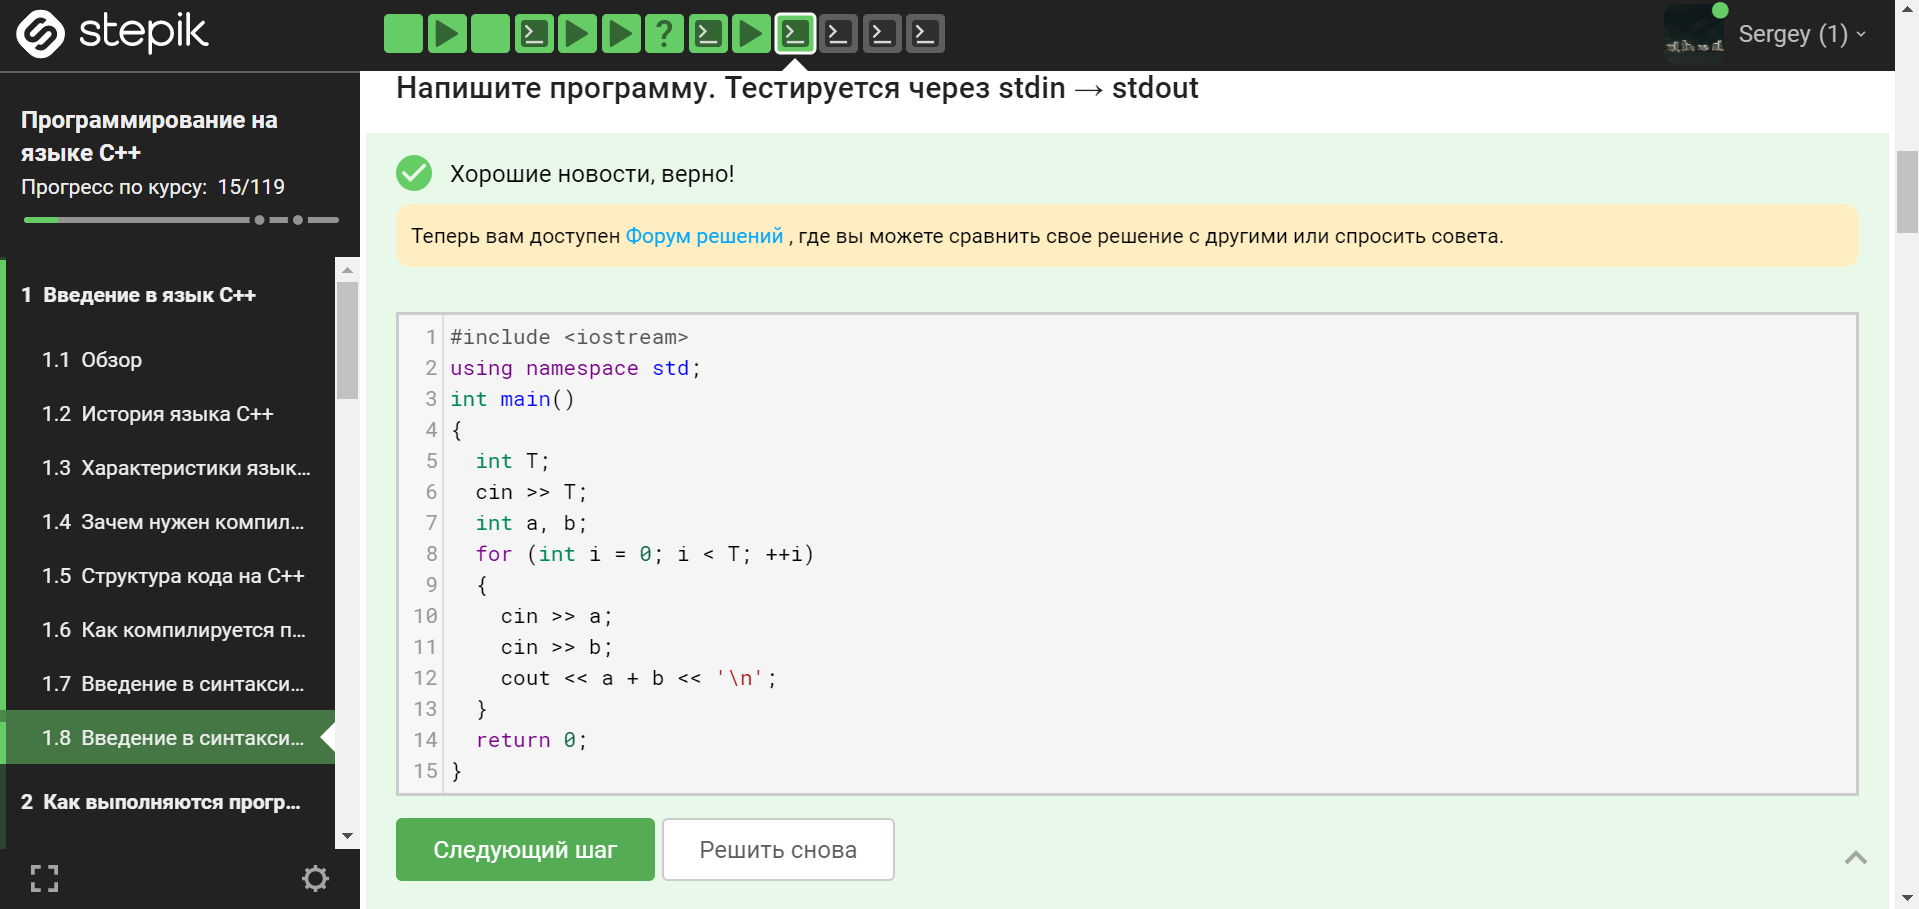 stepik
Sergey (1)
Программирование на
языке C++
Прогресс по курсу: 15/119
1 Введение в язык C++
1.1 Обзор
1.2 История языка C++
1.3 Характеристики язык...
1.4 Зачем нужен компил...
1.5 Структура кода на C++
1.6 Как компилируется п...
1.7 Введение в синтакси...
1.8 Введение в синтакси...
2 Как выполняются прогр...
Напишите программу. Тестируется через stdin → stdout
Хорошие новости, верно!
Теперь вам доступен Форум решений , где вы можете сравнить свое решение с другими или спросить совета.
1 #include <iostream>
2 using namespace std;
3 int main()
4 {
5   int T;
6   cin >> T;
7   int a, b;
8   for (int i = 0; i < T; ++i)
9   {
10     cin >> a;
11     cin >> b;
12     cout << a + b << '\n';
13   }
14   return 0;
15 }
Следующий шаг
Решить снова